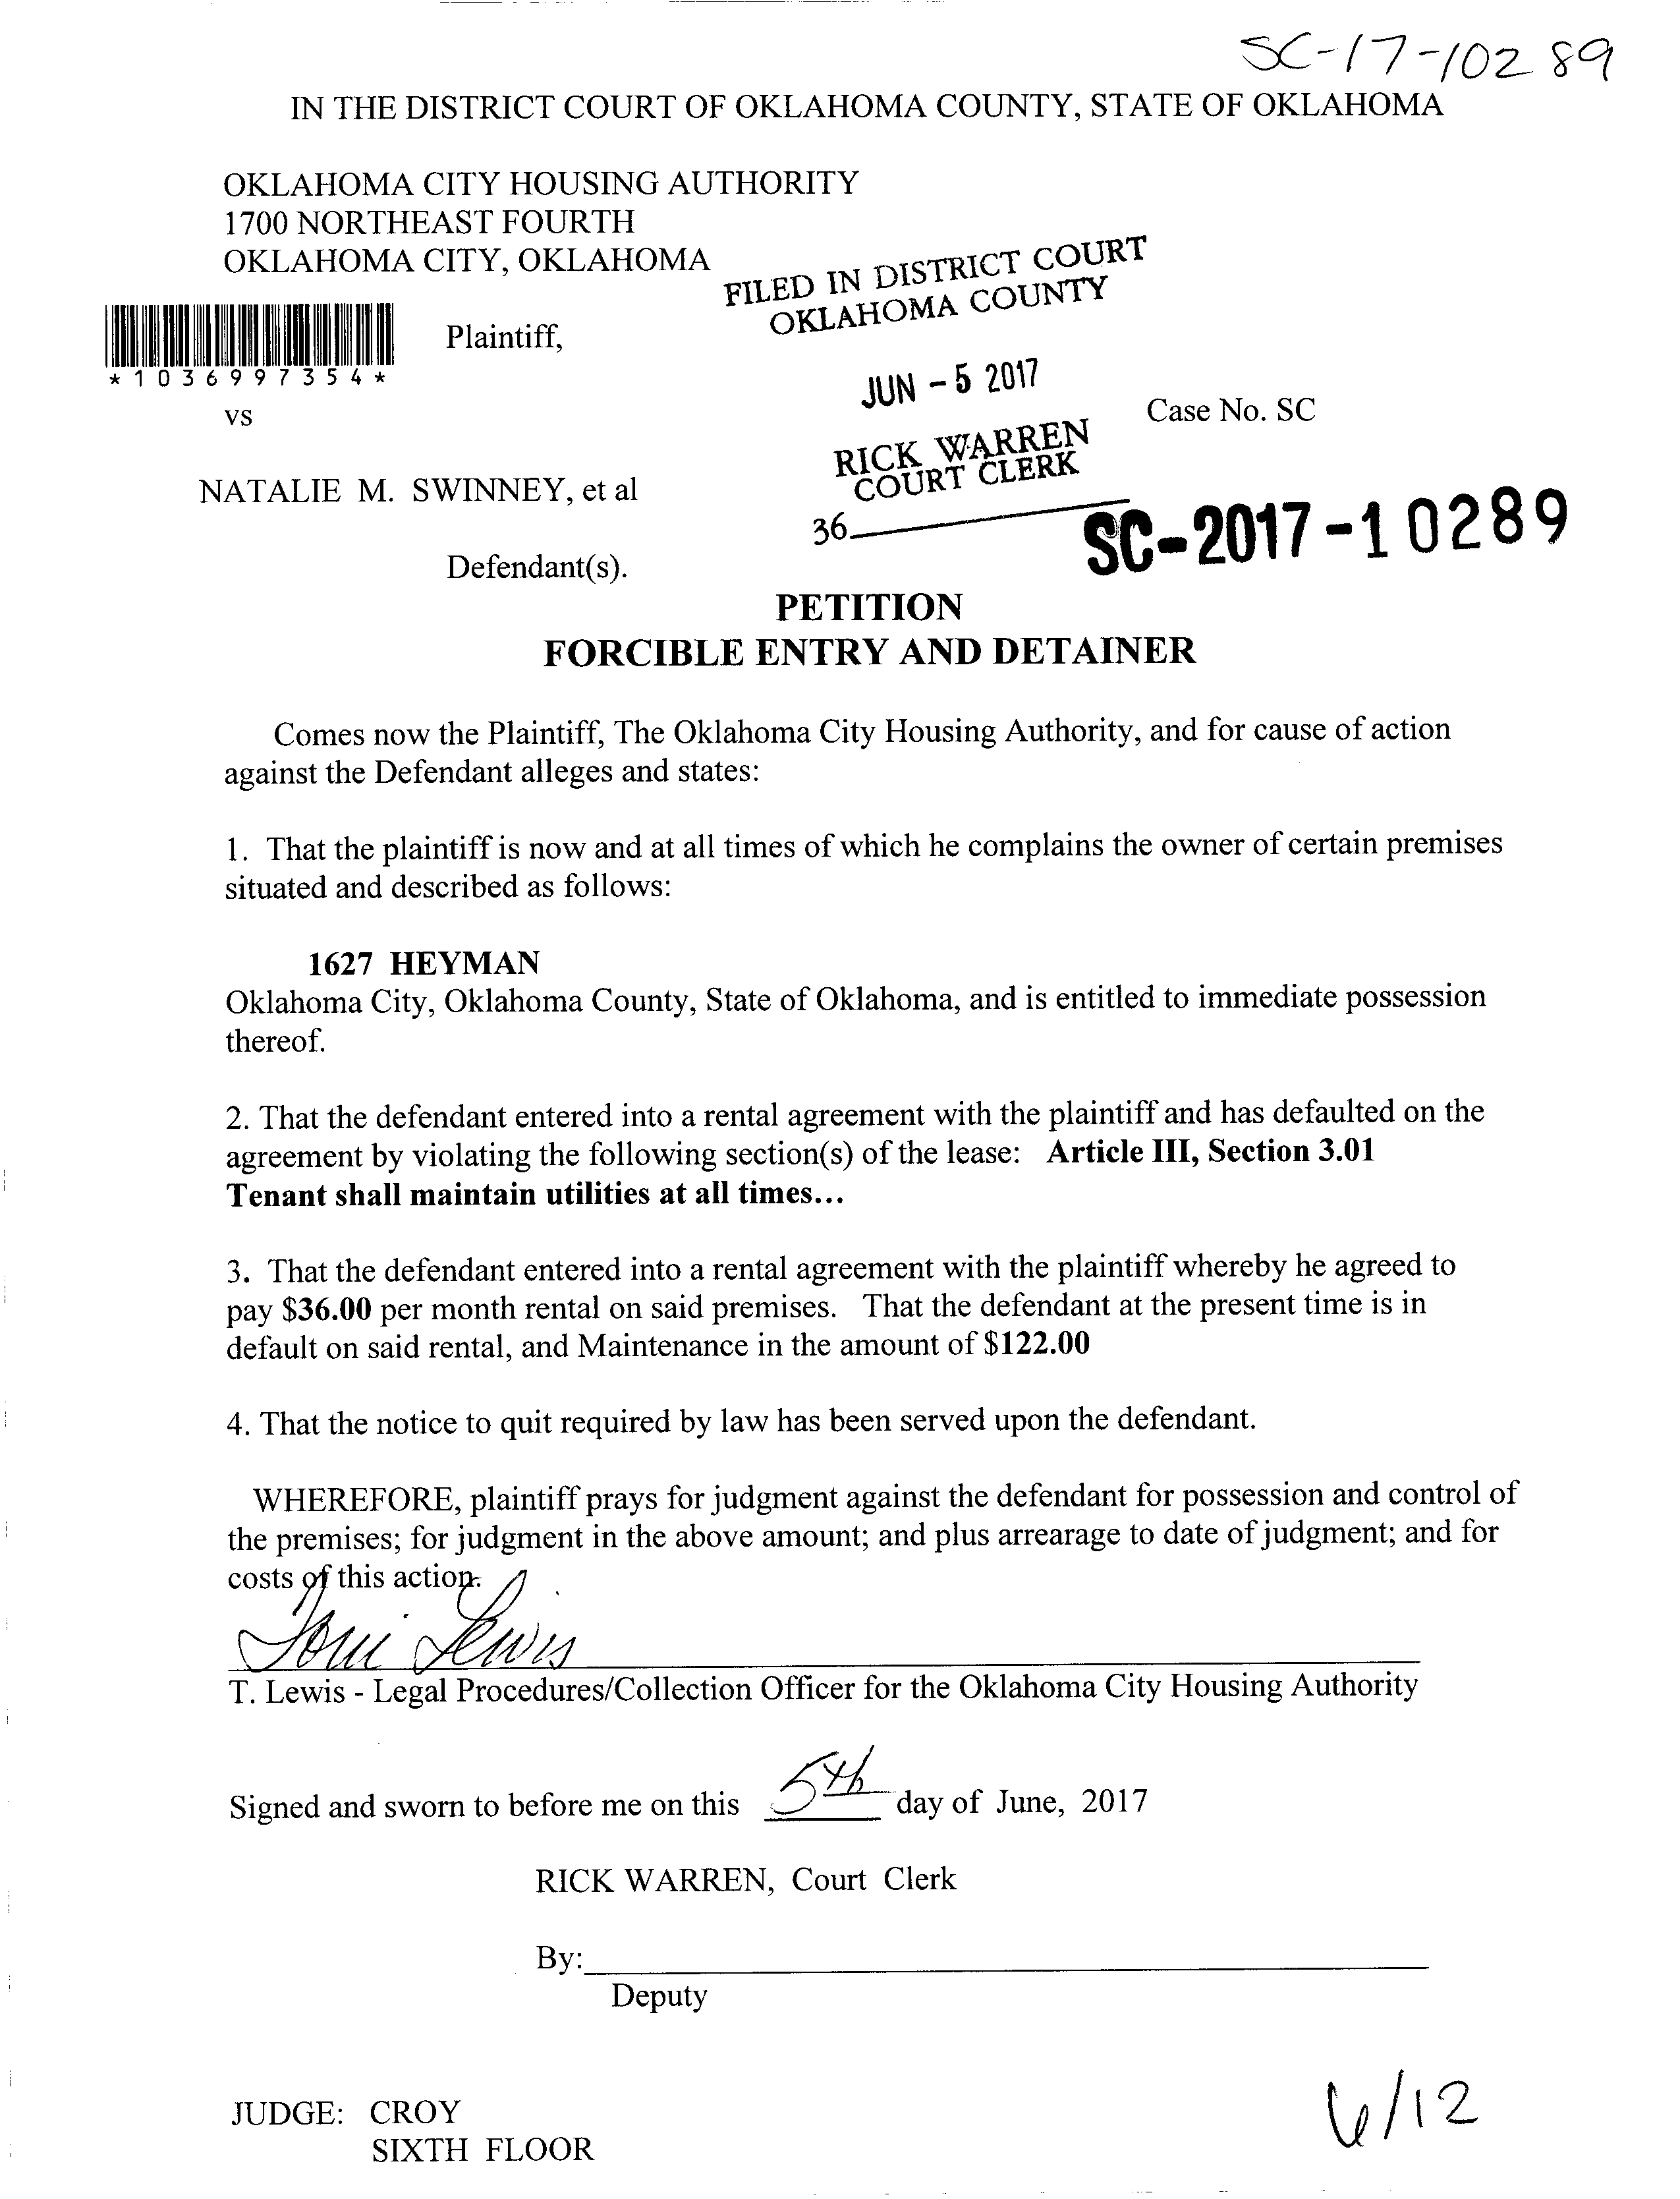 SC-17-10289
IN THE DISTRICT COURT OF OKLAHOMA COUNTY, STATE OF OKLAHOMA
OKLAHOMA CITY HOUSING AUTHORITY
1700 NORTHEAST FOURTH
OKLAHOMA CITY, OKLAHOMA
FILED IN DISTRICT COURT
OKLAHOMA COUNTY
Plaintiff,
*1036997354*
JUN - 5 2017
vs
Case No. SC
RICK WARREN
COURT CLERK
NATALIE M. SWINNEY, et al
36
SC-2017-10289
Defendant(s).
PETITION
FORCIBLE ENTRY AND DETAINER
Comes now the Plaintiff, The Oklahoma City Housing Authority, and for cause of action
against the Defendant alleges and states:
1. That the plaintiff is now and at all times of which he complains the owner of certain premises
situated and described as follows:
1627 HEYMAN
Oklahoma City, Oklahoma County, State of Oklahoma, and is entitled to immediate possession
thereof.
2. That the defendant entered into a rental agreement with the plaintiff and has defaulted on the
agreement by violating the following section(s) of the lease: Article III, Section 3.01
Tenant shall maintain utilities at all times...
3. That the defendant entered into a rental agreement with the plaintiff whereby he agreed to
pay $36.00 per month rental on said premises. That the defendant at the present time is in
default on said rental, and Maintenance in the amount of $122.00
4. That the notice to quit required by law has been served upon the defendant.
WHEREFORE, plaintiff prays for judgment against the defendant for possession and control of
the premises; for judgment in the above amount; and plus arrearage to date of judgment; and for
costs of this action.
Toni Lewis
T. Lewis - Legal Procedures/Collection Officer for the Oklahoma City Housing Authority
Signed and sworn to before me on this 5th day of June, 2017
RICK WARREN, Court Clerk
By:
Deputy
JUDGE: CROY
SIXTH FLOOR
6/12